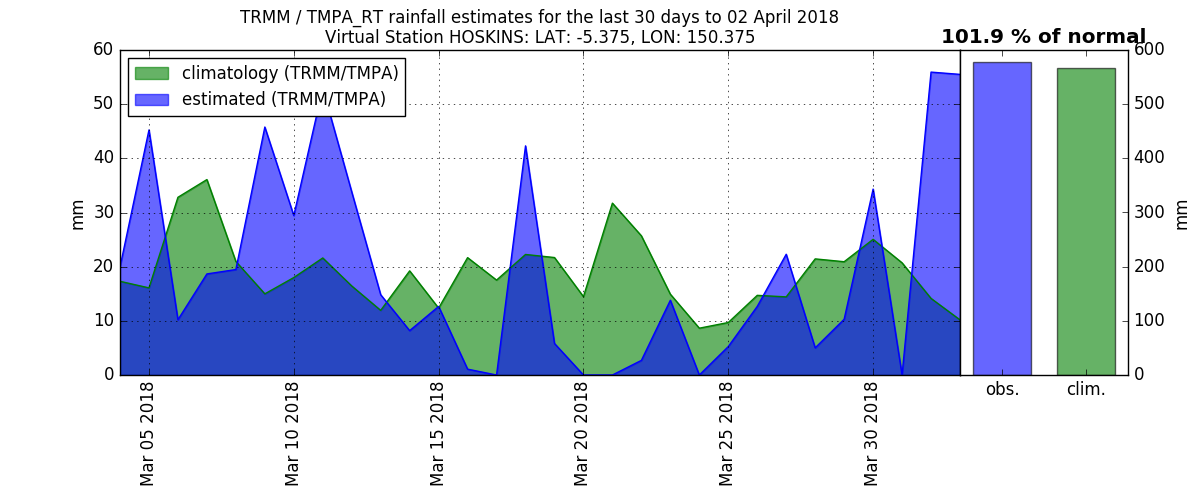 TRMM / TMPA_RT rainfall estimates for the last 30 days to 02 April 2018
Virtual Station HOSKINS: LAT: -5.375, LON: 150.375
101.9 % of normal
climatology (TRMM/TMPA)
estimated (TRMM/TMPA)
mm
60
50
40
30
20
10
0
Mar 05 2018
Mar 10 2018
Mar 15 2018
Mar 20 2018
Mar 25 2018
Mar 30 2018
obs.
clim.
600
500
400
300
200
100
0
mm